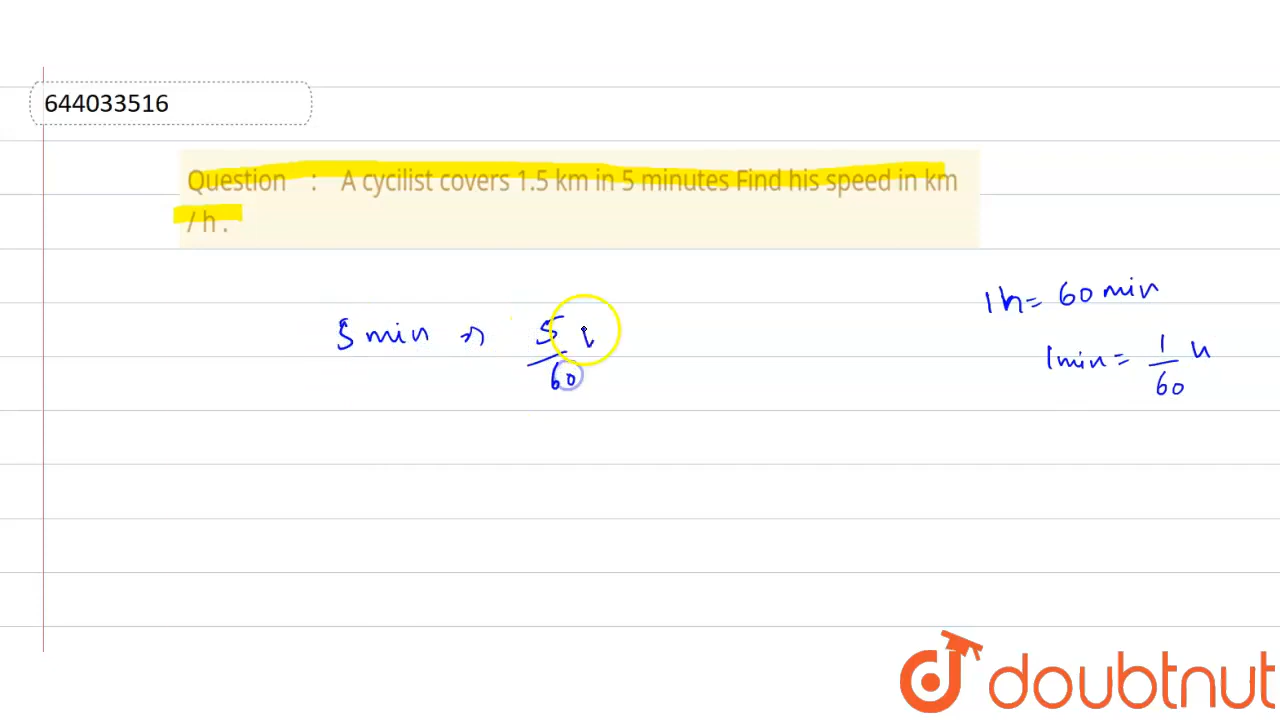 644033516
Question : A cycilist covers 1.5 km in 5 minutes Find his speed in km
/ h .
1h = 60 min
5 min ⇒ 5/60
1min = 1/60 h
doubtnut